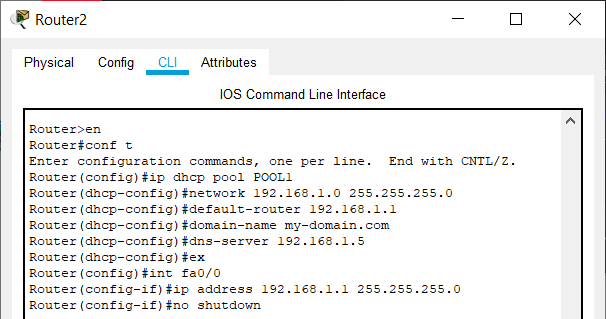 Router2
Physical Config CLI Attributes
IOS Command Line Interface
Router>en
Router#conf t
Enter configuration commands, one per line.  End with CNTL/Z.
Router(config)#ip dhcp pool POOL1
Router(dhcp-config)#network 192.168.1.0 255.255.255.0
Router(dhcp-config)#default-router 192.168.1.1
Router(dhcp-config)#domain-name my-domain.com
Router(dhcp-config)#dns-server 192.168.1.5
Router(dhcp-config)#ex
Router(config)#int fa0/0
Router(config-if)#ip address 192.168.1.1 255.255.255.0
Router(config-if)#no shutdown